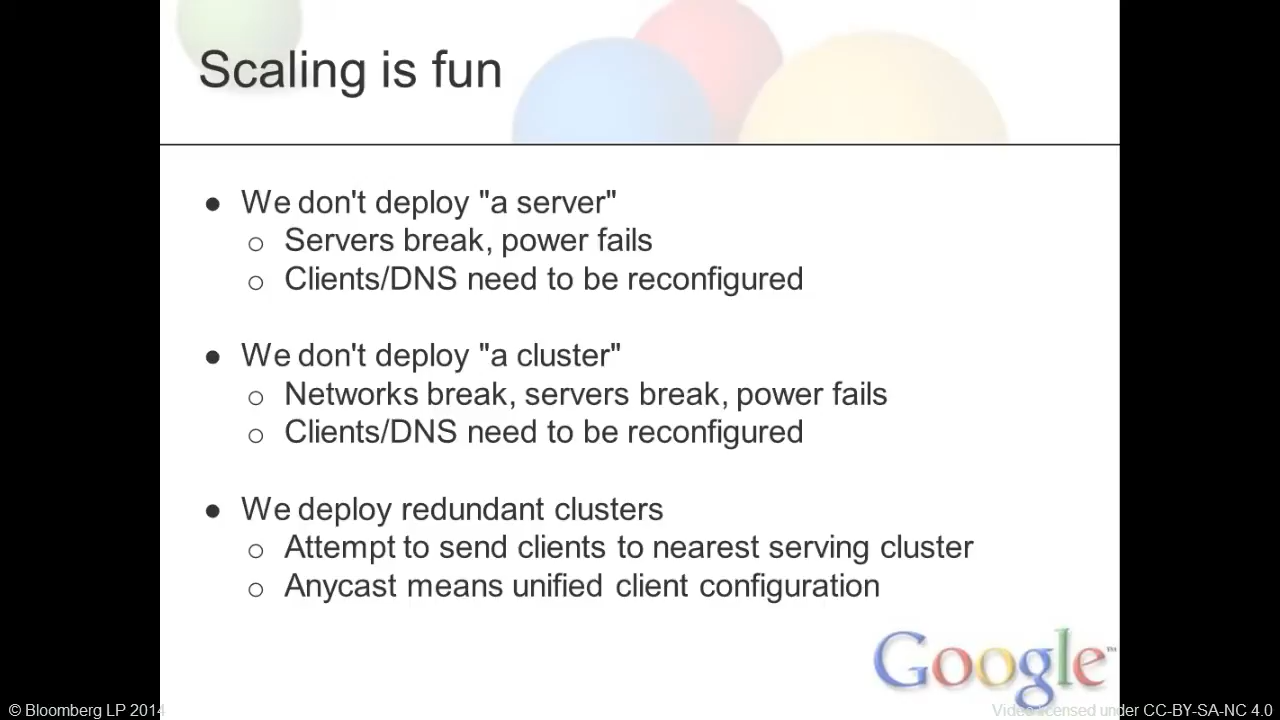 Scaling is fun
● We don't deploy "a server"
o Servers break, power fails
o Clients/DNS need to be reconfigured
● We don't deploy "a cluster"
o Networks break, servers break, power fails
o Clients/DNS need to be reconfigured
● We deploy redundant clusters
o Attempt to send clients to nearest serving cluster
o Anycast means unified client configuration
Google™
© Bloomberg LP 2014
Video licensed under CC-BY-SA-NC 4.0